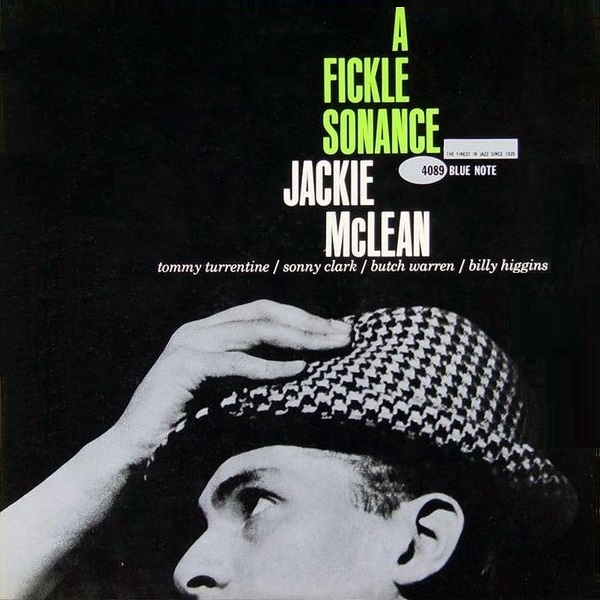 A
FICKLE
SONANCE
THE FINEST IN JAZZ SINCE 1939
4089 BLUE NOTE
JACKIE
McLEAN
tommy turrentine / sonny clark / butch warren / billy higgins